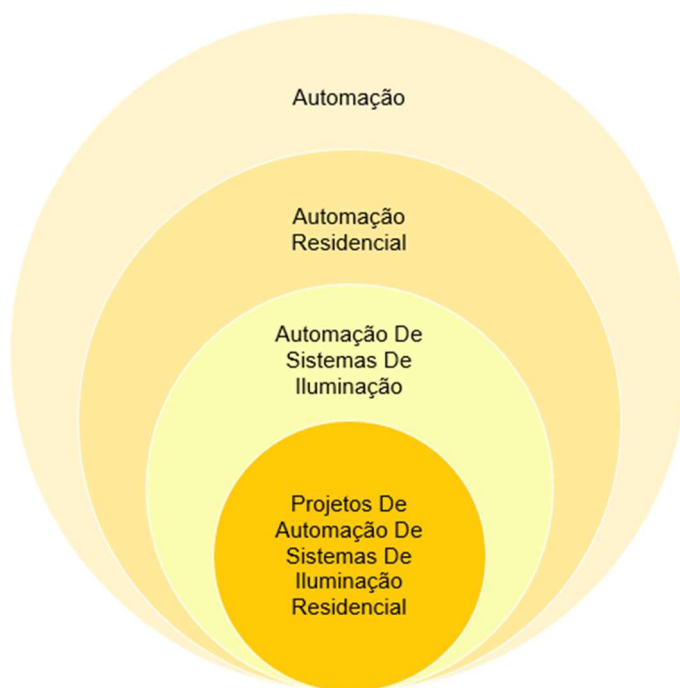 Automação
Automação
Residencial
Automação De
Sistemas De
Iluminação
Projetos De
Automação De
Sistemas De
Iluminação
Residencial